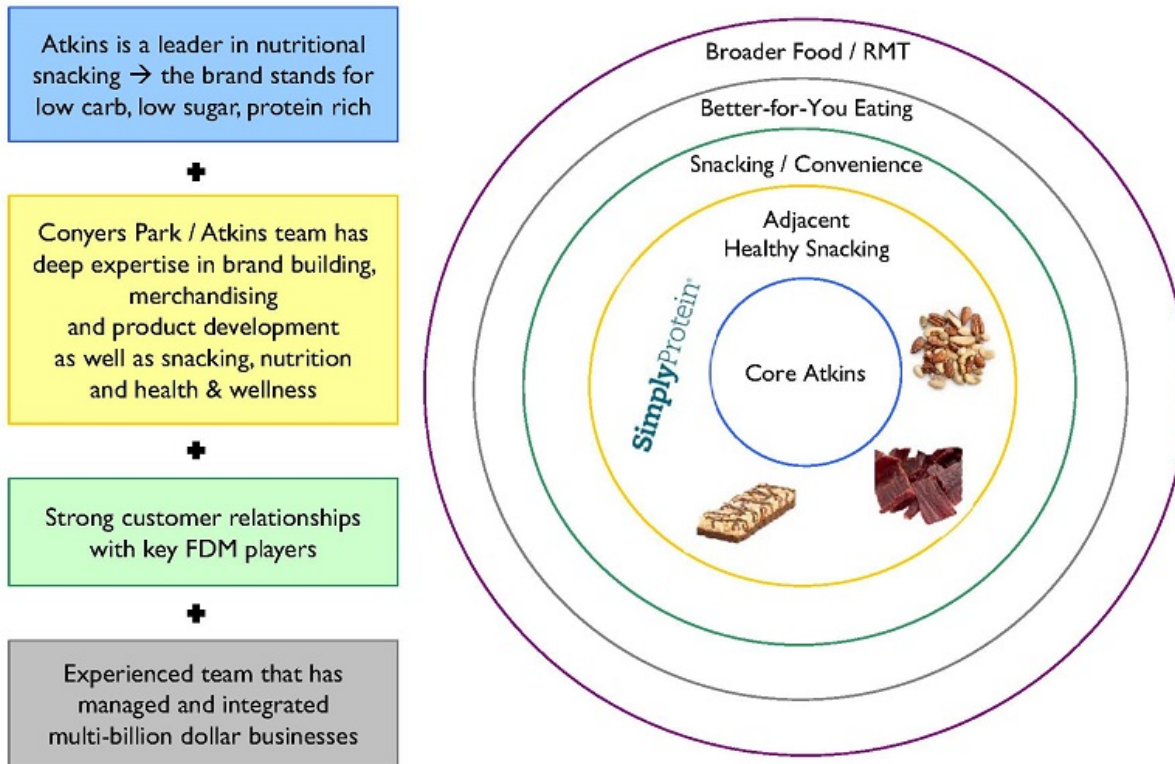 Atkins is a leader in nutritional
snacking → the brand stands for
low carb, low sugar, protein rich
+
Conyers Park / Atkins team has
deep expertise in brand building,
merchandising
and product development
as well as snacking, nutrition
and health & wellness
+
Strong customer relationships
with key FDM players
+
Experienced team that has
managed and integrated
multi-billion dollar businesses
Broader Food / RMT
Better-for-You Eating
Snacking / Convenience
Adjacent
Healthy Snacking
SimplyProtein®
Core Atkins